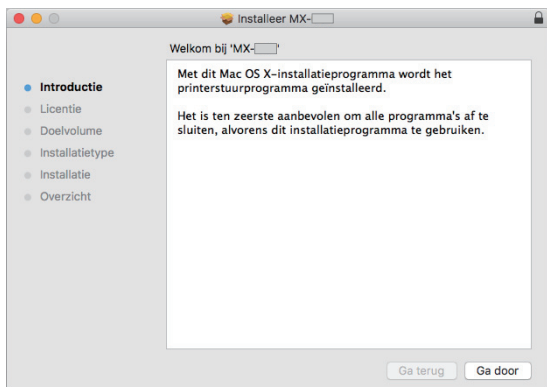 Installeer MX-
Welkom bij 'MX-    '
Introductie
Licentie
Doelvolume
Installatietype
Installatie
Overzicht
Met dit Mac OS X-installatieprogramma wordt het
printerstuurprogramma geïnstalleerd.
Het is ten zeerste aanbevolen om alle programma's af te
sluiten, alvorens dit installatieprogramma te gebruiken.
Ga terug
Ga door